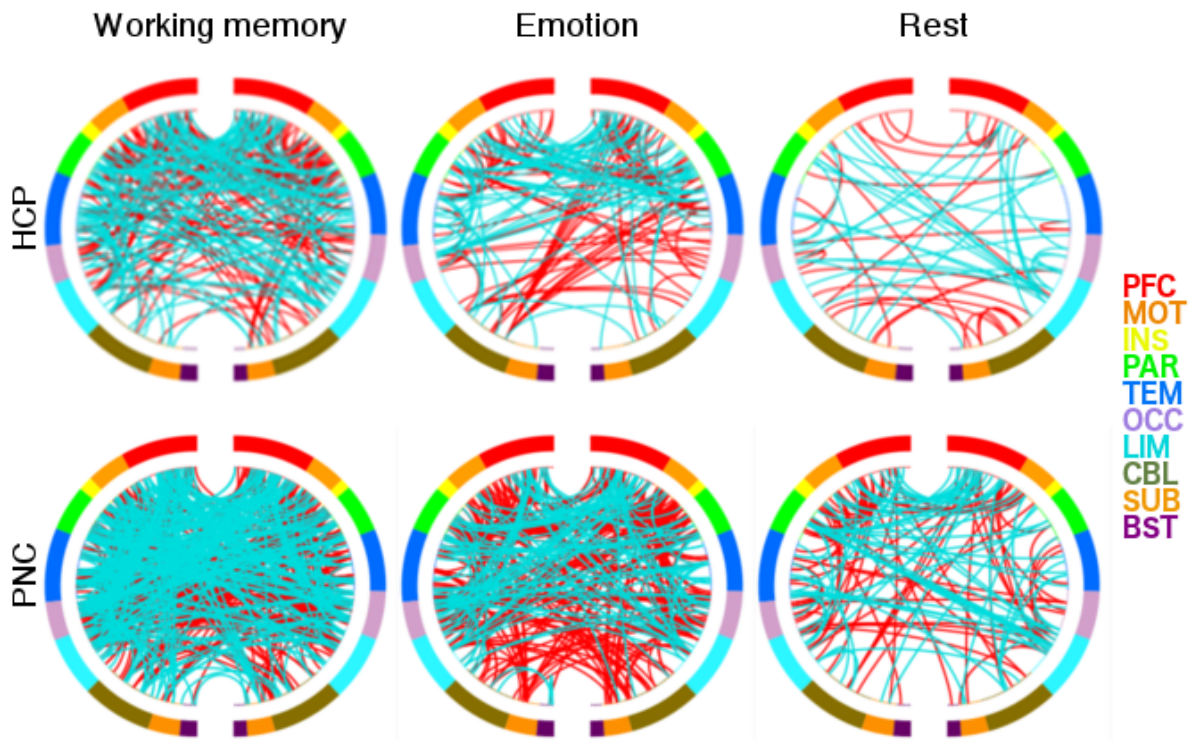 Working memory Emotion Rest
HCP
PFC
MOT
INS
PAR
TEM
OCC
LIM
CBL
SUB
BST
PNC